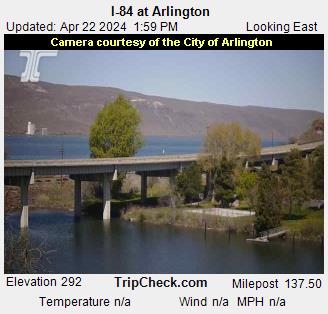 I-84 at Arlington
Updated: Apr 22 2024 1:59 PM Looking East
Camera courtesy of the City of Arlington
Elevation 292 TripCheck.com Milepost 137.50
Temperature n/a Wind n/a MPH n/a